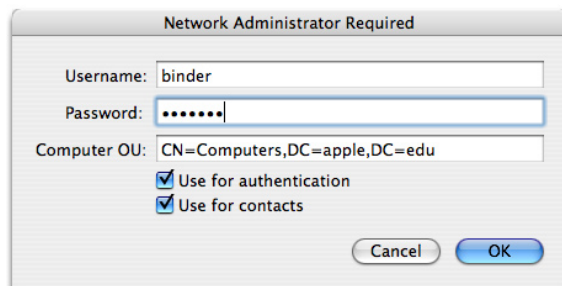 Network Administrator Required
Username: binder
Password: •••••••
Computer OU: CN=Computers,DC=apple,DC=edu
Use for authentication
Use for contacts
Cancel OK